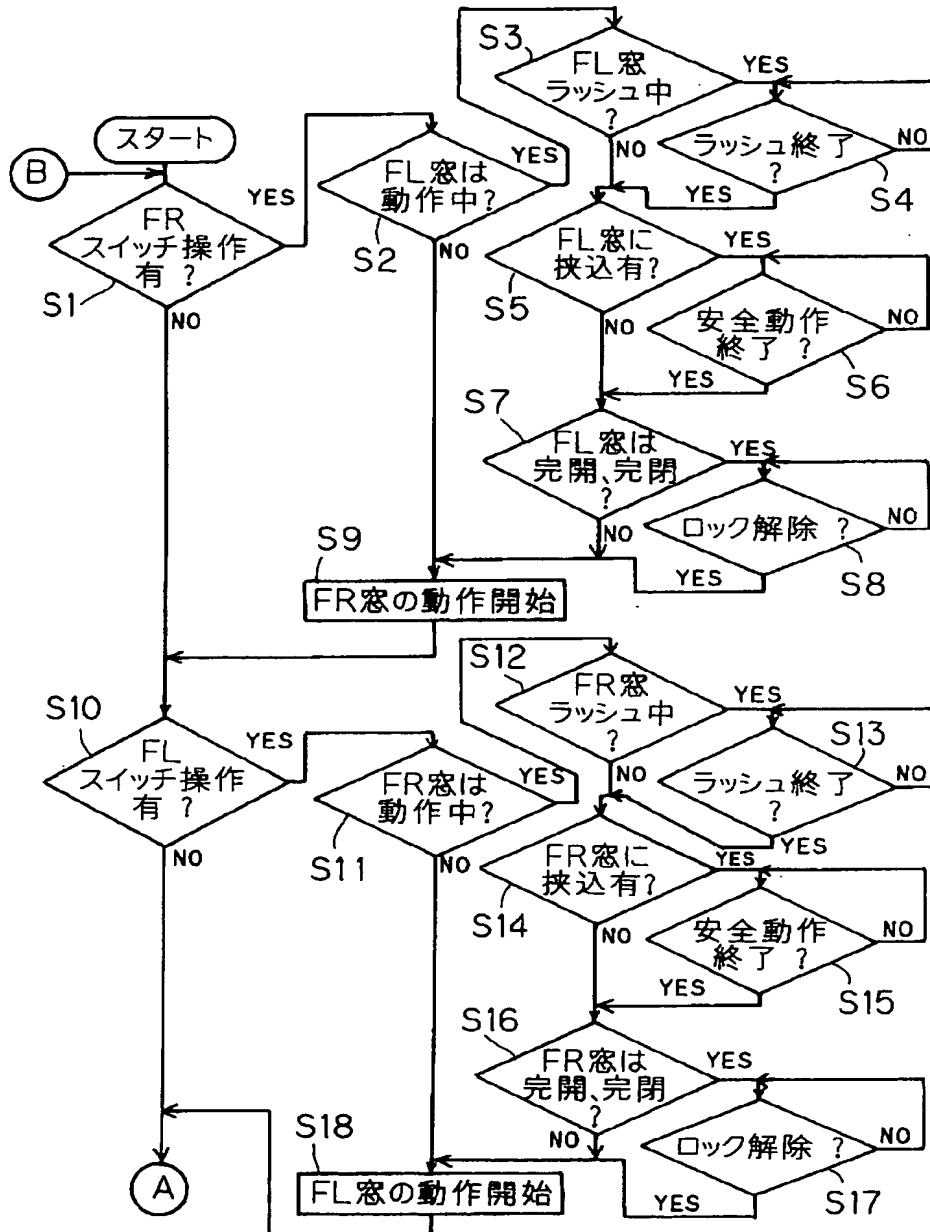 スタート
B
FR
スイッチ操作
有 ?
YES
NO
S1
FL窓は
動作中?
YES
NO
S2
S3
FL窓
ラッシュ中
?
YES
NO
ラッシュ終了
?
NO
YES
S4
FL窓に
挟込有?
YES
NO
S5
安全動作
終了 ?
NO
YES
S6
S7
FL窓は
完開、完閉
?
YES
NO
ロック解除 ?
NO
YES
S8
S9
FR窓の動作開始
S10
FL
スイッチ操作
有 ?
YES
NO
FR窓は
動作中?
YES
NO
S11
S12
FR窓
ラッシュ中
?
YES
NO
S13
ラッシュ終了
?
NO
YES
FR窓に
挟込有?
YES
NO
S14
安全動作
終了 ?
NO
YES
S15
S16
FR窓は
完開、完閉
?
YES
NO
ロック解除 ?
NO
YES
S17
S18
FL窓の動作開始
A